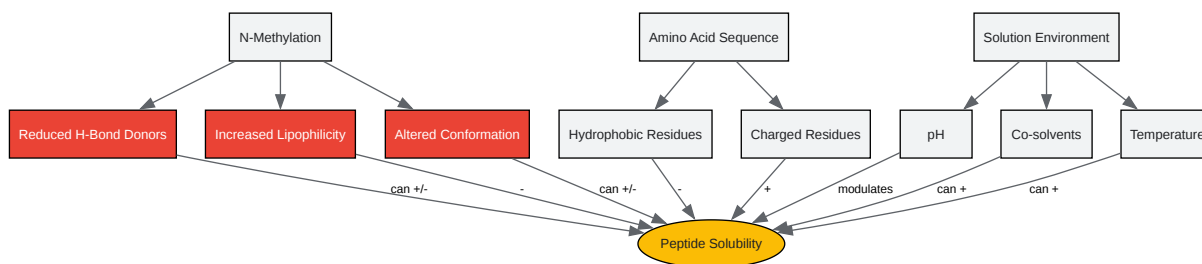 N-Methylation
Amino Acid Sequence
Solution Environment
Reduced H-Bond Donors
Increased Lipophilicity
Altered Conformation
Hydrophobic Residues
Charged Residues
pH
Co-solvents
Temperature
can +/-
-
can +/-
-
+
modulates
can +
can +
Peptide Solubility